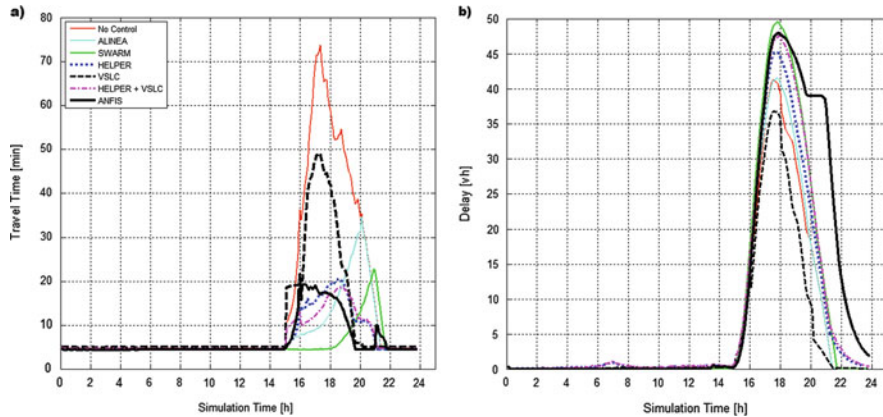 a)
80
70
60
50
40
30
20
10
0
Travel Time [min]
No Control
ALINEA
SWARM
HELPER
VSLC
HELPER + VSLC
ANFIS
0 2 4 6 8 10 12 14 16 18 20 22 24
Simulation Time [h]
b)
50
45
40
35
30
25
20
15
10
5
0
Delay [vh]
0 2 4 6 8 10 12 14 16 18 20 22 24
Simulation Time [h]